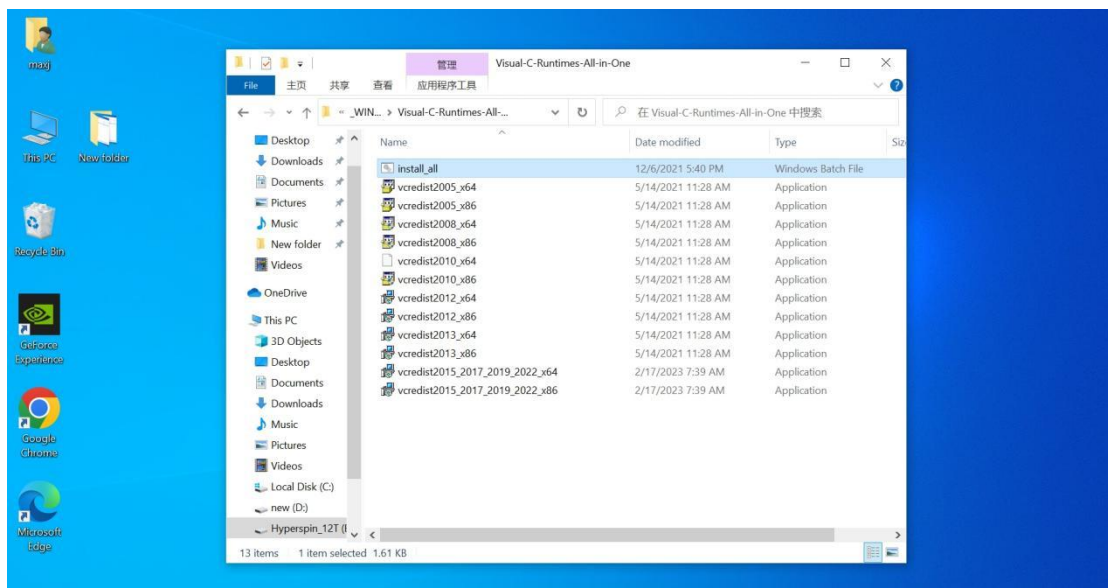 maxj
This PC
New folder
Recycle Bin
GeForce
Experience
Google
Chrome
Microsoft
Edge
管理
Visual-C-Runtimes-All-in-One
File
主页
共享
查看
应用程序工具
« _WIN... > Visual-C-Runtimes-All-...
在 Visual-C-Runtimes-All-in-One 中搜索
Desktop
Downloads
Documents
Pictures
Music
New folder
Videos
OneDrive
This PC
3D Objects
Desktop
Documents
Downloads
Music
Pictures
Videos
Local Disk (C:)
new (D:)
Hyperspin_12T (
Name Date modified Type Siz
install_all 12/6/2021 5:40 PM Windows Batch File
vcredist2005_x64 5/14/2021 11:28 AM Application
vcredist2005_x86 5/14/2021 11:28 AM Application
vcredist2008_x64 5/14/2021 11:28 AM Application
vcredist2008_x86 5/14/2021 11:28 AM Application
vcredist2010_x64 5/14/2021 11:28 AM Application
vcredist2010_x86 5/14/2021 11:28 AM Application
vcredist2012_x64 5/14/2021 11:28 AM Application
vcredist2012_x86 5/14/2021 11:28 AM Application
vcredist2013_x64 5/14/2021 11:28 AM Application
vcredist2013_x86 5/14/2021 11:28 AM Application
vcredist2015_2017_2019_2022_x64 2/17/2023 7:39 AM Application
vcredist2015_2017_2019_2022_x86 2/17/2023 7:39 AM Application
13 items 1 item selected 1.61 KB